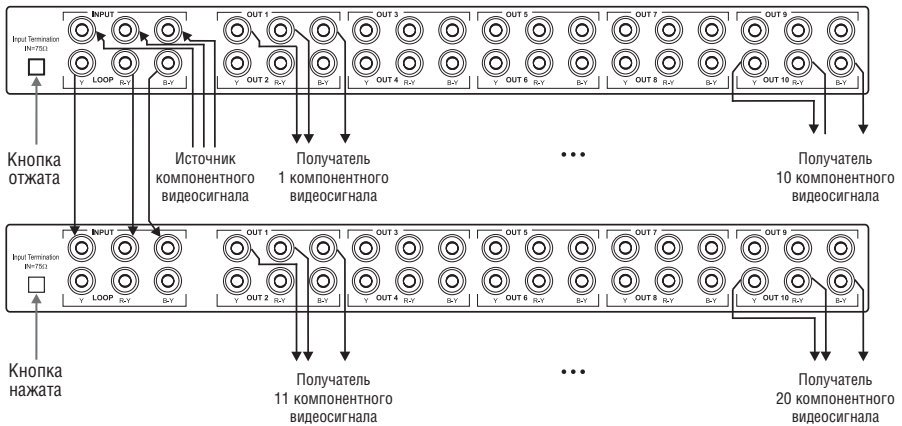 INPUT OUT 1 OUT 3 OUT 5 OUT 7 OUT 9
Input Termination
IN=75Ω
LOOP OUT 2 OUT 4 OUT 6 OUT 8 OUT 10
Y R-Y B-Y Y R-Y B-Y Y R-Y B-Y Y R-Y B-Y Y R-Y B-Y Y R-Y B-Y
Кнопка
отжата
Источник
компонентного
видеосигнала
Получатель
1 компонентного
видеосигнала
...
Получатель
10 компонентного
видеосигнала
INPUT OUT 1 OUT 3 OUT 5 OUT 7 OUT 9
Input Termination
IN=75Ω
LOOP OUT 2 OUT 4 OUT 6 OUT 8 OUT 10
Y R-Y B-Y Y R-Y B-Y Y R-Y B-Y Y R-Y B-Y Y R-Y B-Y Y R-Y B-Y
Кнопка
нажата
Получатель
11 компонентного
видеосигнала
...
Получатель
20 компонентного
видеосигнала